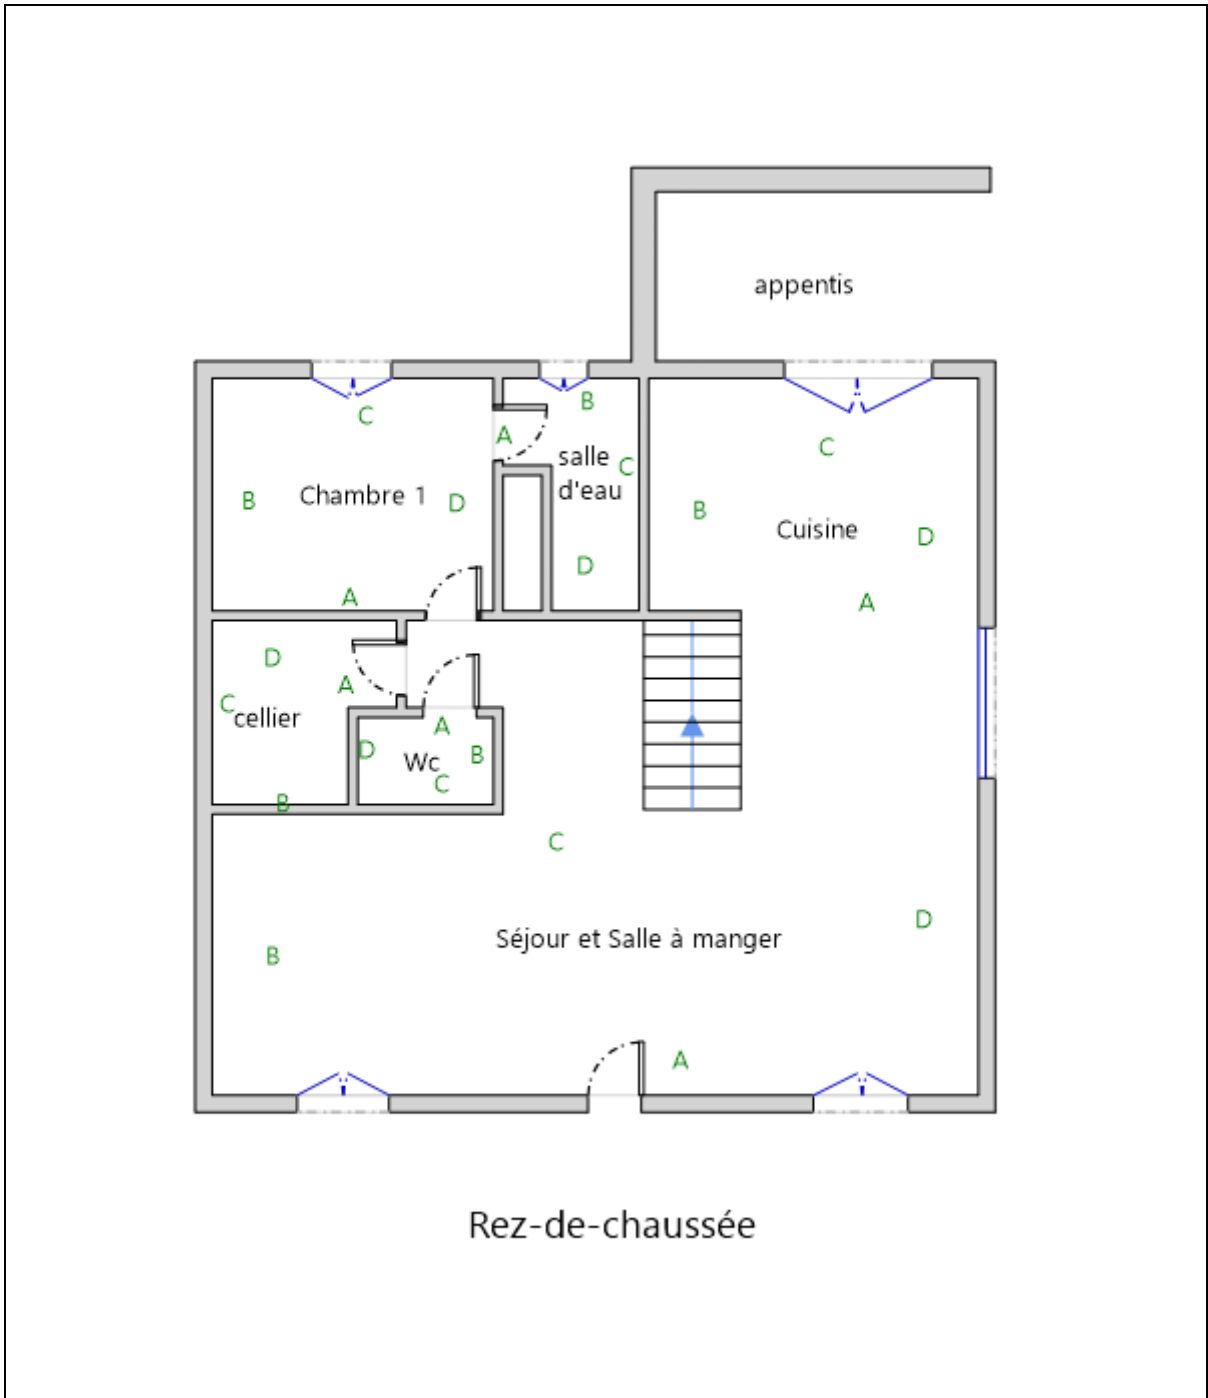 appentis
C
B
A
C
salle
C
B
Chambre 1
D
d'eau
B
Cuisine
D
D
A
A
D
A
C
cellier
A
D
B
Wc
C
B
C
D
Séjour et Salle à manger
B
A
Rez-de-chaussée